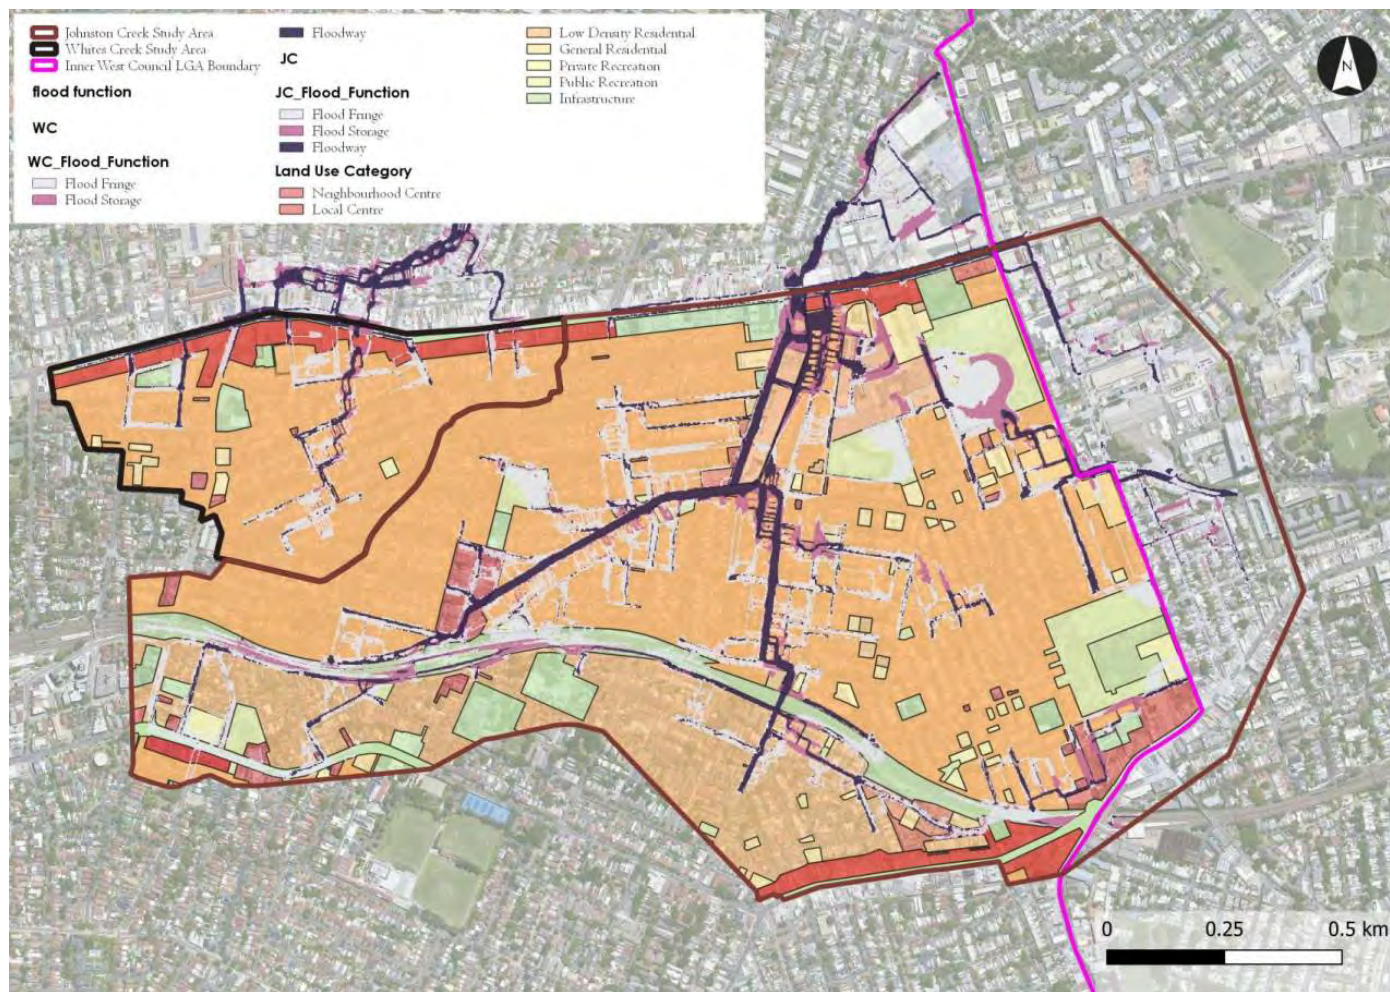 Johnston Creek Study Area
Whites Creek Study Area
Inner West Council LGA Boundary
flood function
WC
WC_Flood_Function
Flood Fringe
Flood Storage
Floodway
JC
JC_Flood_Function
Flood Fringe
Flood Storage
Floodway
Land Use Category
Neighbourhood Centre
Local Centre
Low Density Residential
General Residential
Private Recreation
Public Recreation
Infrastructure
N
0 0.25 0.5 km